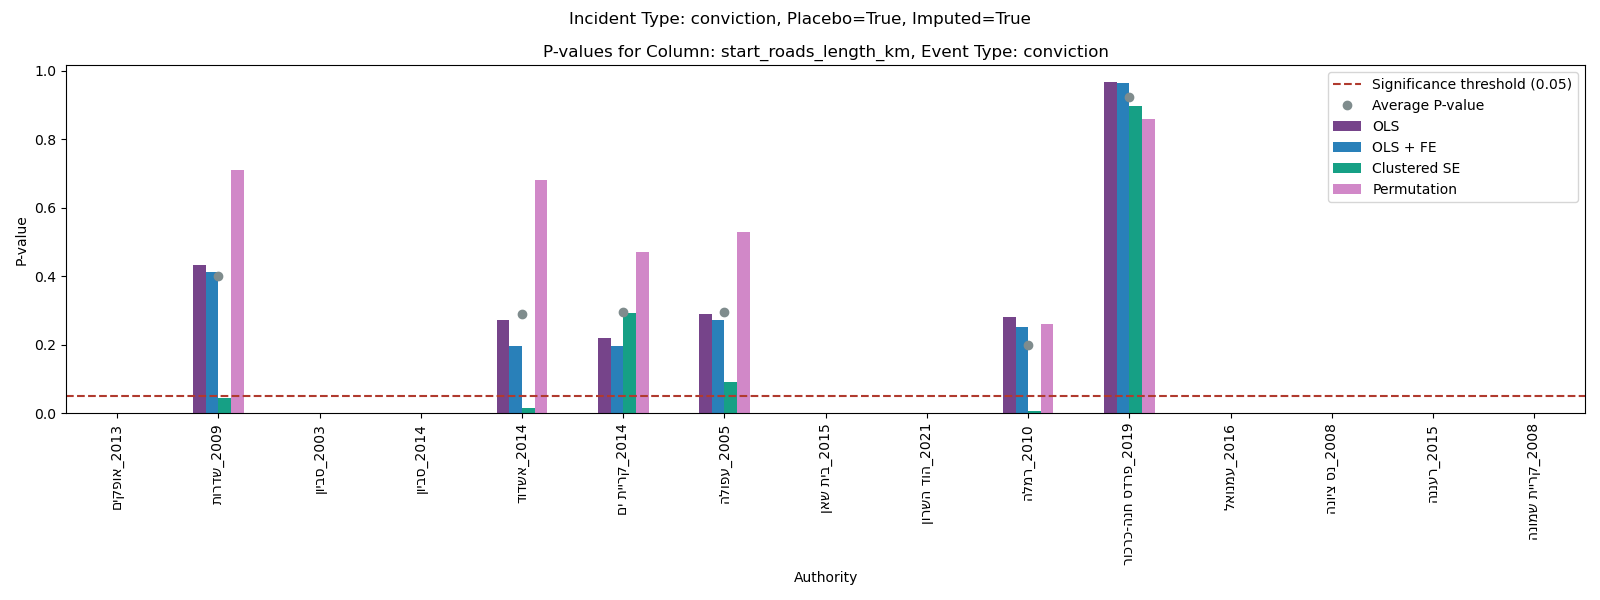 Incident Type: conviction, Placebo=True, Imputed=True
P-values for Column: start_roads_length_km, Event Type: conviction
P-value
1.0
0.8
0.6
0.4
0.2
0.0
Significance threshold (0.05)
Average P-value
OLS
OLS + FE
Clustered SE
Permutation
אופקים_2013
שדרות_2009
סביון_2003
סביון_2014
אשדוד_2014
קריית ים_2014
עפולה_2005
בית שאן_2015
הוד השרון_2021
רמלה_2010
פרדס חנה-כרכור_2019
עמנואל_2016
נס ציונה_2008
רעננה_2015
קריית שמונה_2008
Authority